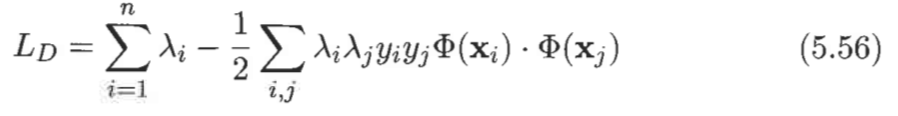 L_D = \sum_{i=1}^{n} \lambda_i - \frac{1}{2} \sum_{i,j} \lambda_i \lambda_j y_i y_j \Phi(\mathbf{x}_i) \cdot \Phi(\mathbf{x}_j) (5.56)